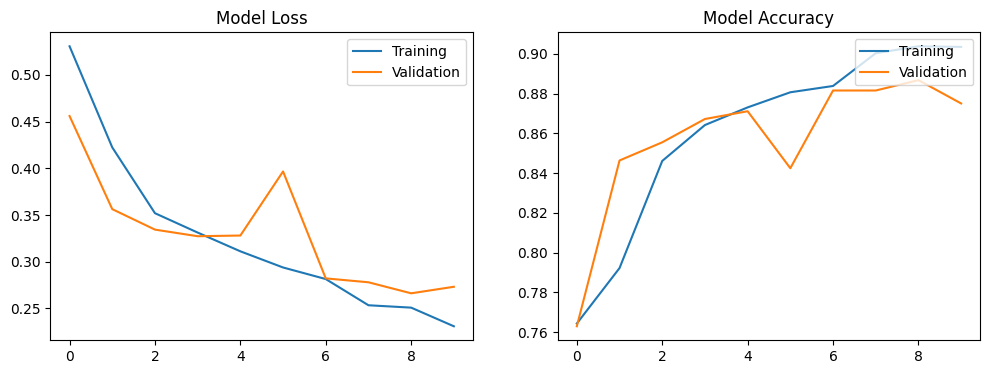 Model Loss
Training
Validation
0.50
0.45
0.40
0.35
0.30
0.25
0 2 4 6 8
Model Accuracy
Training
Validation
0.90
0.88
0.86
0.84
0.82
0.80
0.78
0.76
0 2 4 6 8